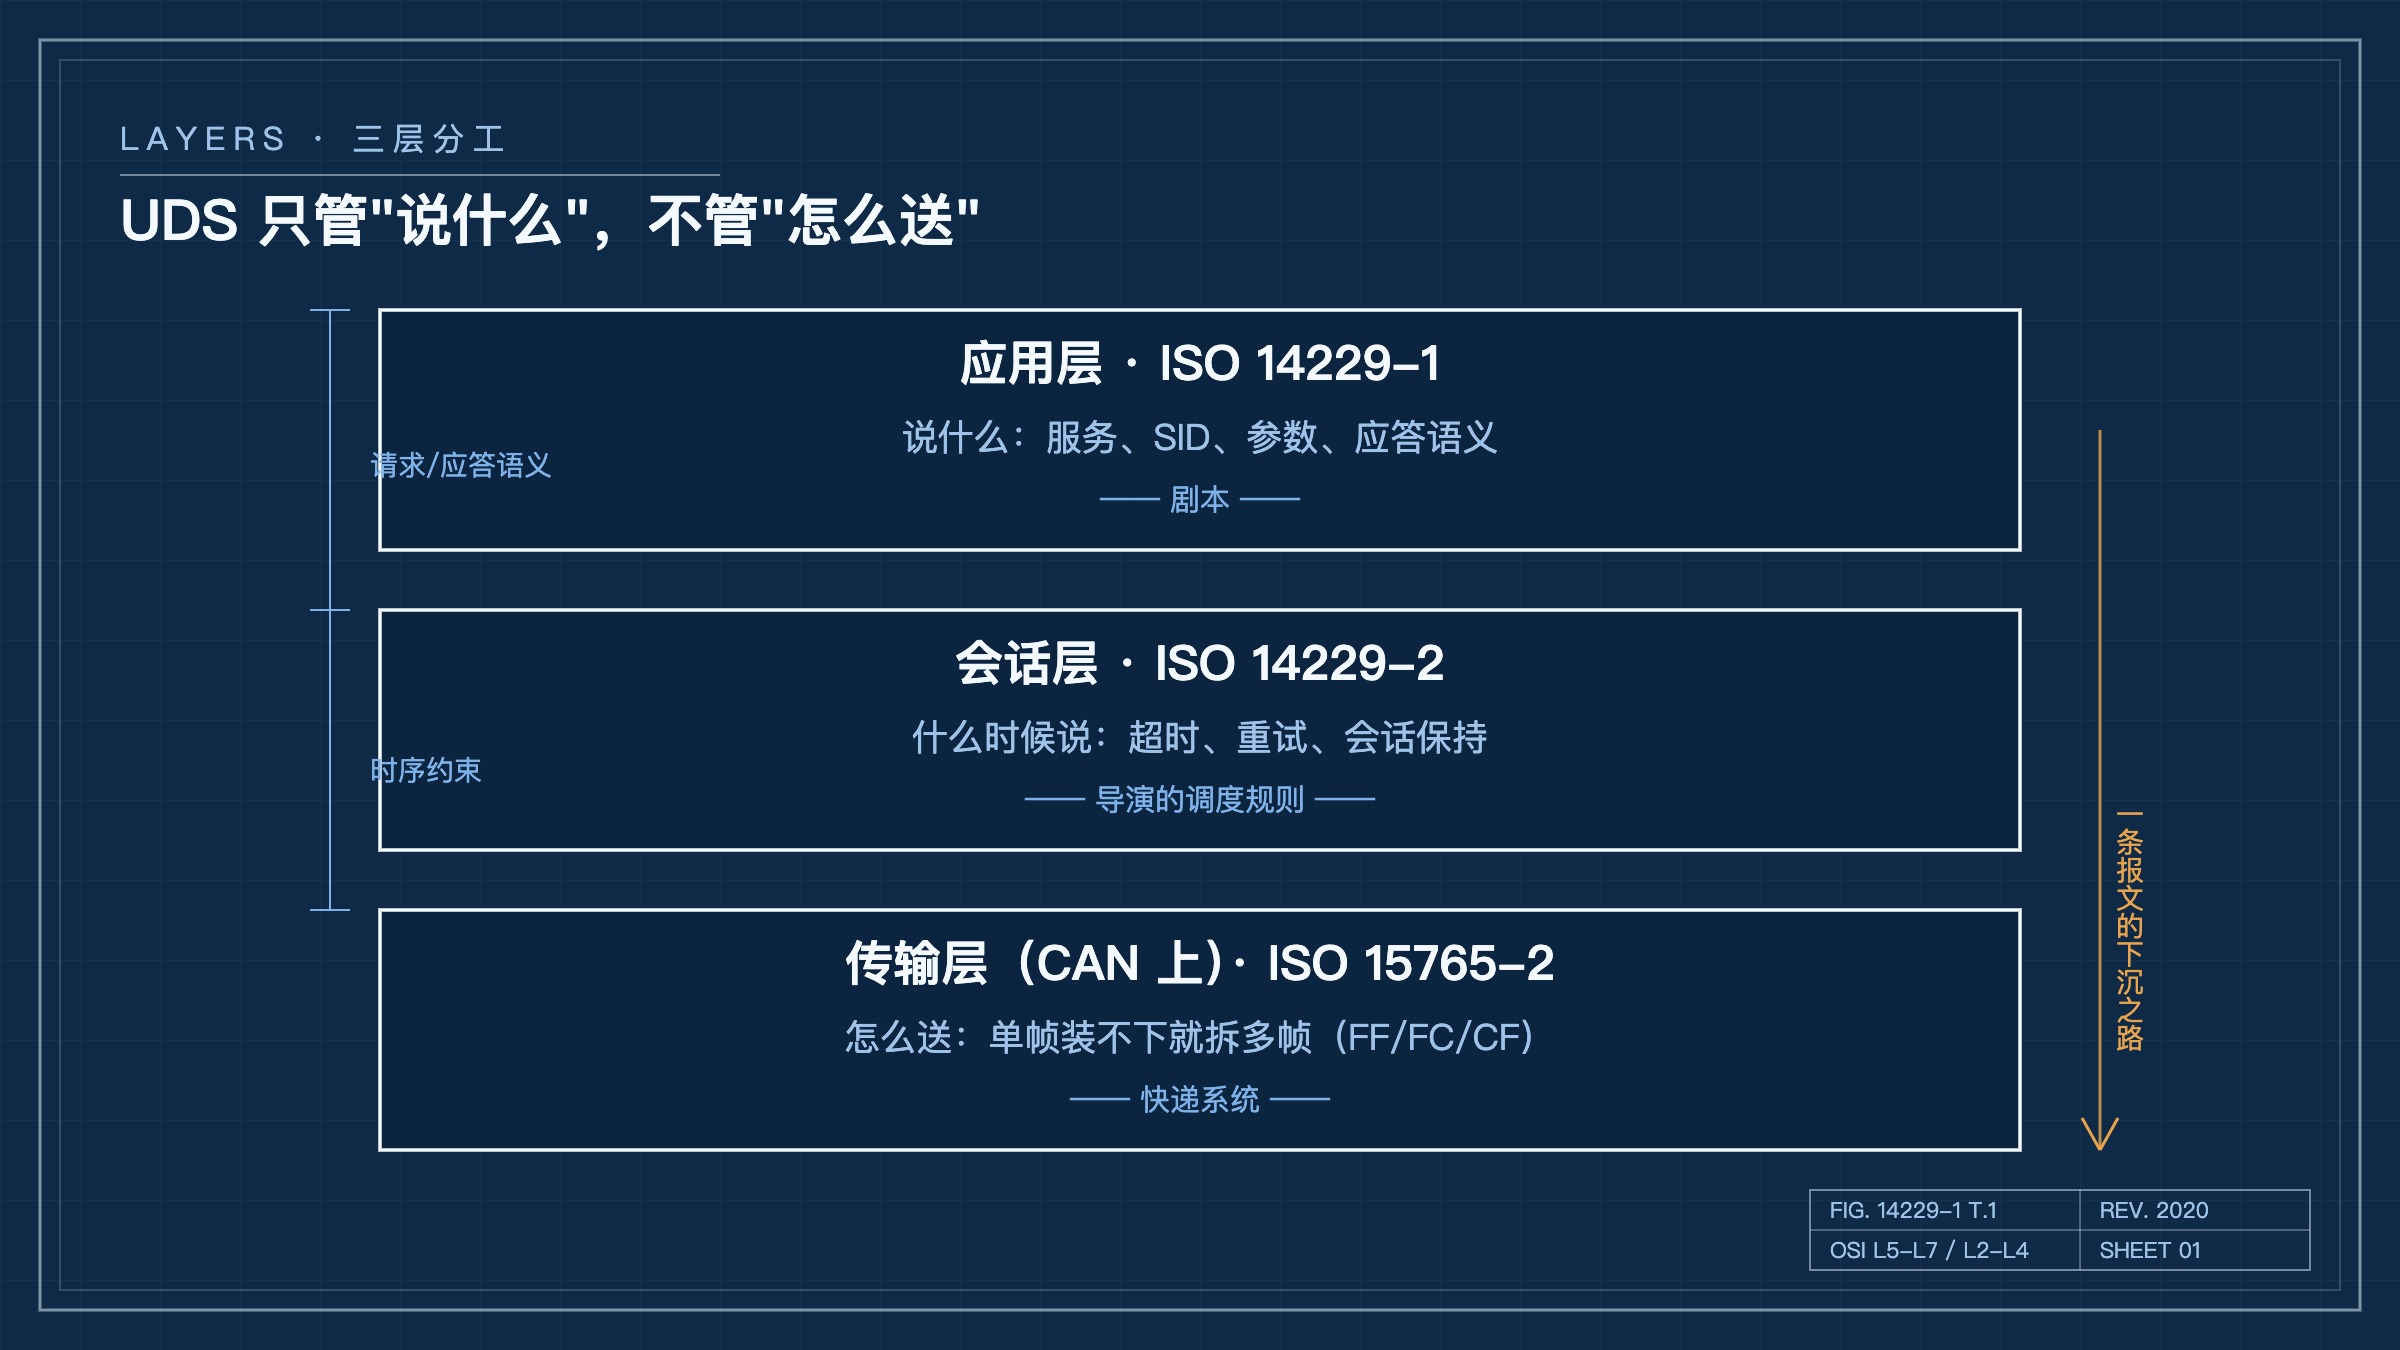 LAYERS · 三层分工
UDS 只管"说什么"，不管"怎么送"
应用层 · ISO 14229–1
说什么：服务、SID、参数、应答语义
请求/应答语义
剧本
会话层 · ISO 14229–2
什么时候说：超时、重试、会话保持
时序约束
导演的调度规则
传输层（CAN 上）· ISO 15765–2
怎么送：单帧装不下就拆多帧（FF/FC/CF）
快递系统
一条报文的下沉之路
FIG. 14229–1 T.1
REV. 2020
OSI L5–L7 / L2–L4
SHEET 01